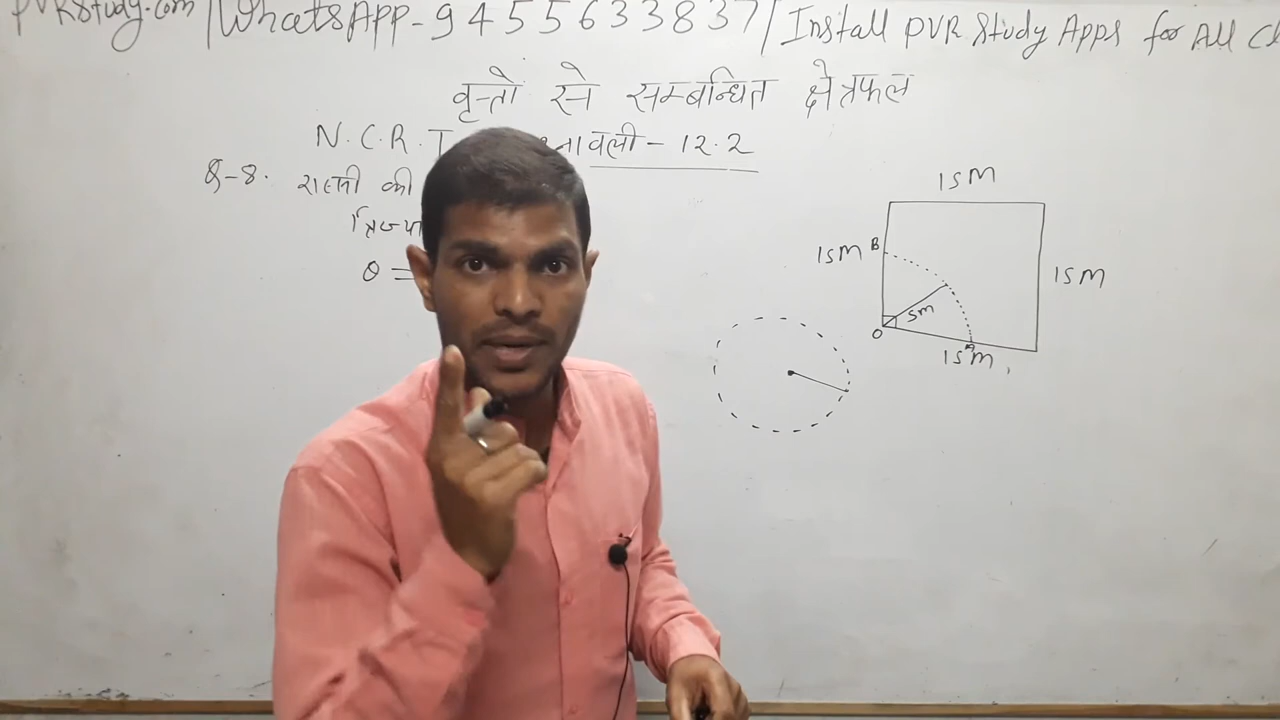 PVRStudy.com / WhatsApp - 9455633837 / Install PVR Study Apps for All
वृत्तो से सम्बन्धित क्षेत्रफल
N.C.R.T
नावली - 12.2
Q-8. रस्सी की
त्रिज्या
θ =
15M
15M B
15M
5m
O
A
15M